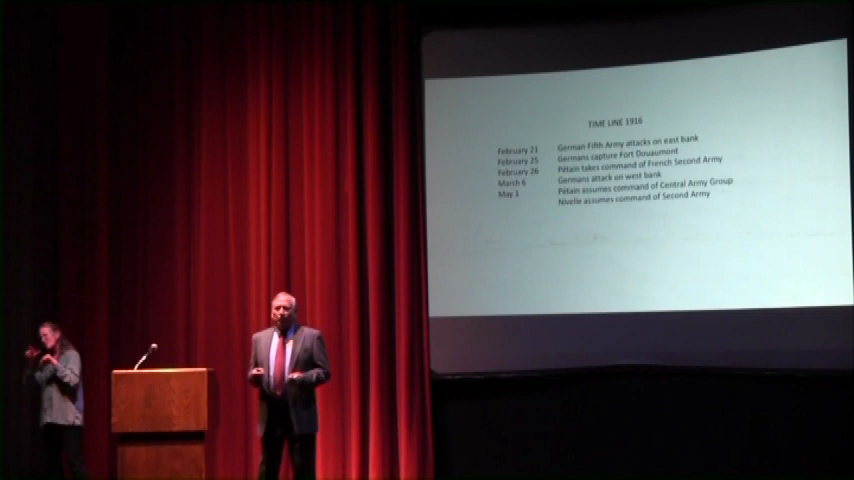 TIME LINE 1916
February 21 German Fifth Army attacks on east bank
February 25 Germans capture Fort Douaumont
February 26 Pétain takes command of French Second Army
March 6 Germans attack on west bank
May 1 Pétain assumes command of Central Army Group
Nivelle assumes command of Second Army